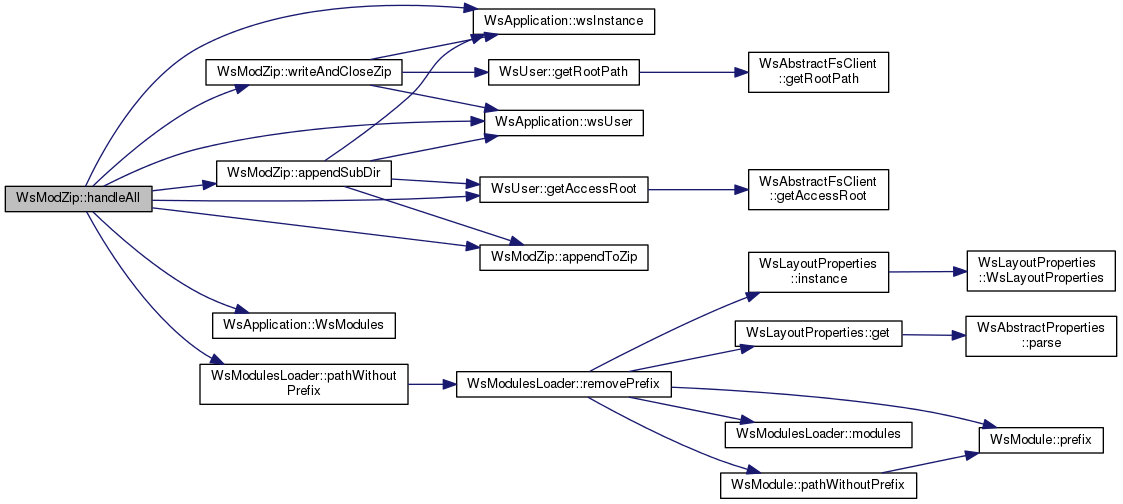 WsModZip::handleAll
WsApplication::wsInstance
WsModZip::writeAndCloseZip
WsUser::getRootPath
WsAbstractFsClient
::getRootPath
WsApplication::wsUser
WsModZip::appendSubDir
WsUser::getAccessRoot
WsAbstractFsClient
::getAccessRoot
WsModZip::appendToZip
WsApplication::WsModules
WsModulesLoader::pathWithout
Prefix
WsModulesLoader::removePrefix
WsLayoutProperties
::instance
WsLayoutProperties
::WsLayoutProperties
WsLayoutProperties::get
WsAbstractProperties
::parse
WsModulesLoader::modules
WsModule::prefix
WsModule::pathWithoutPrefix